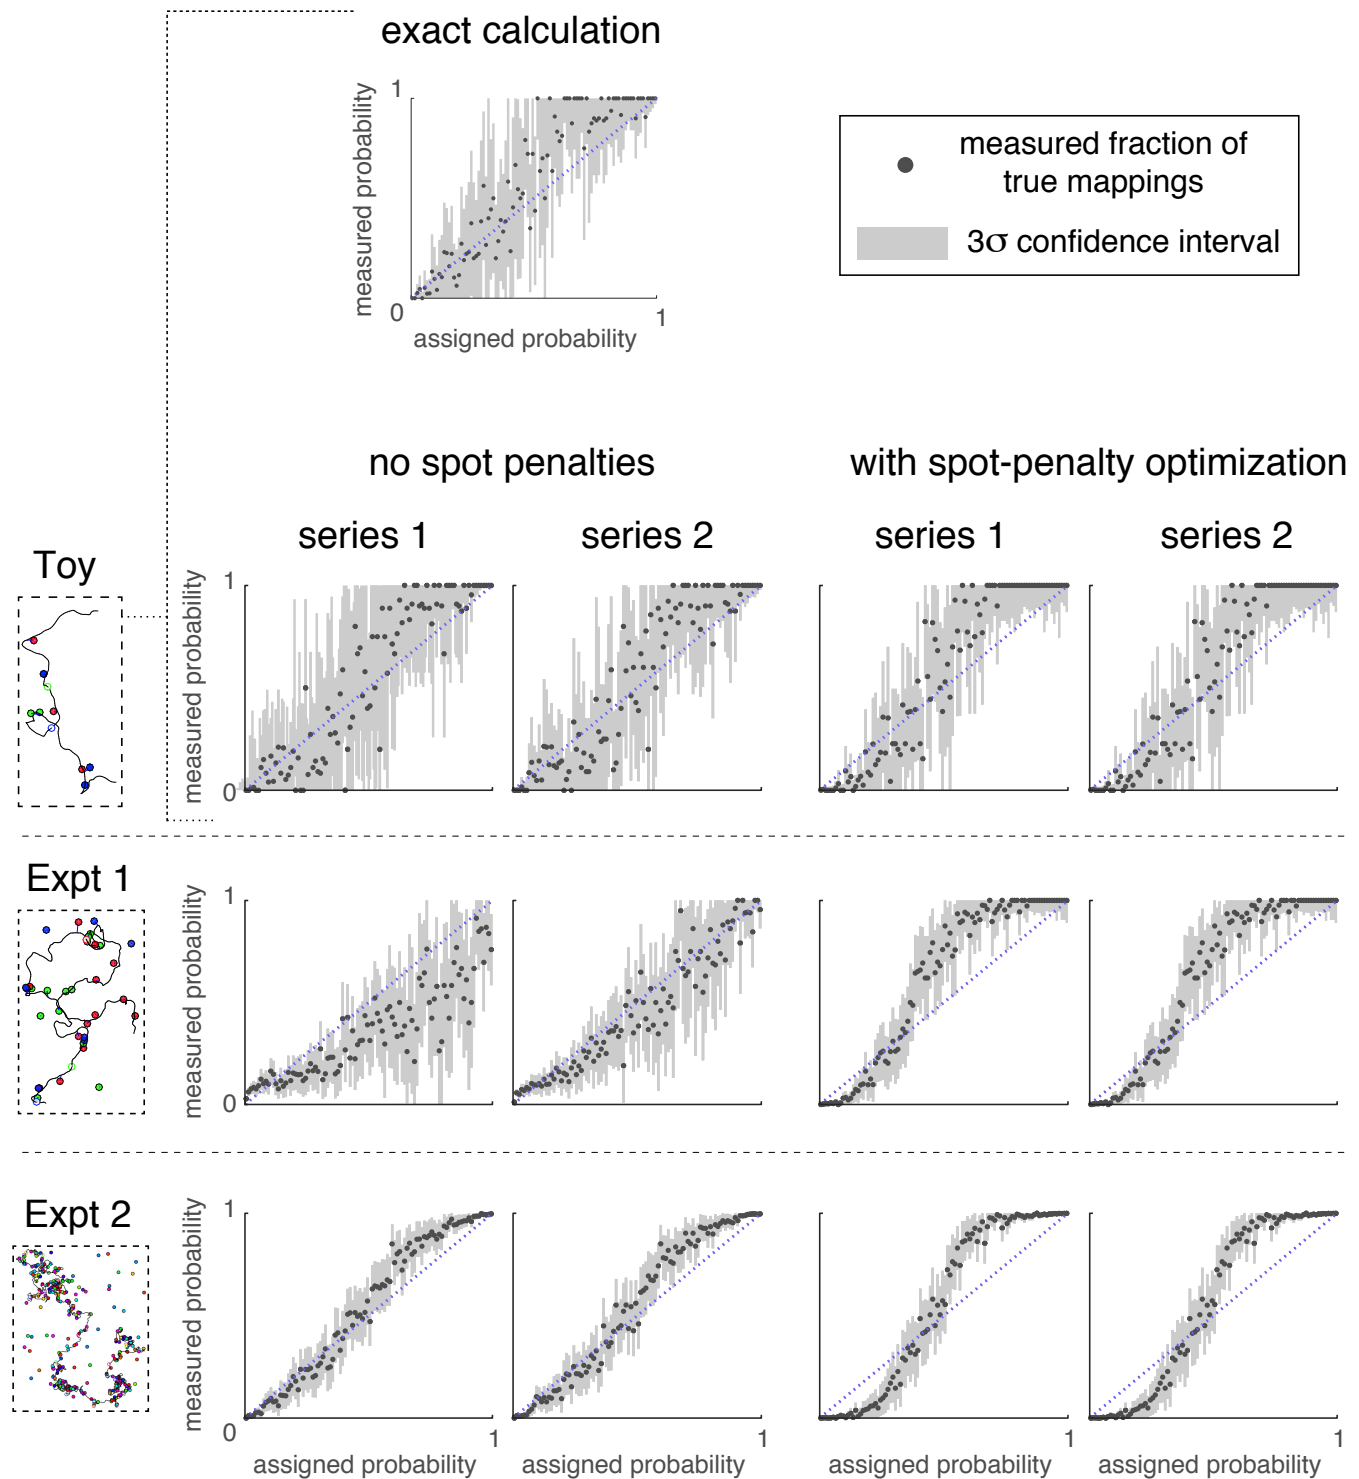 exact calculation
1
measured probability
0
1
assigned probability
measured fraction of
true mappings
3σ confidence interval
no spot penalties
with spot-penalty optimization
series 1
series 2
series 1
series 2
Toy
1
measured probability
0
Expt 1
1
measured probability
0
Expt 2
1
measured probability
0
1
1
1
1
assigned probability
assigned probability
assigned probability
assigned probability